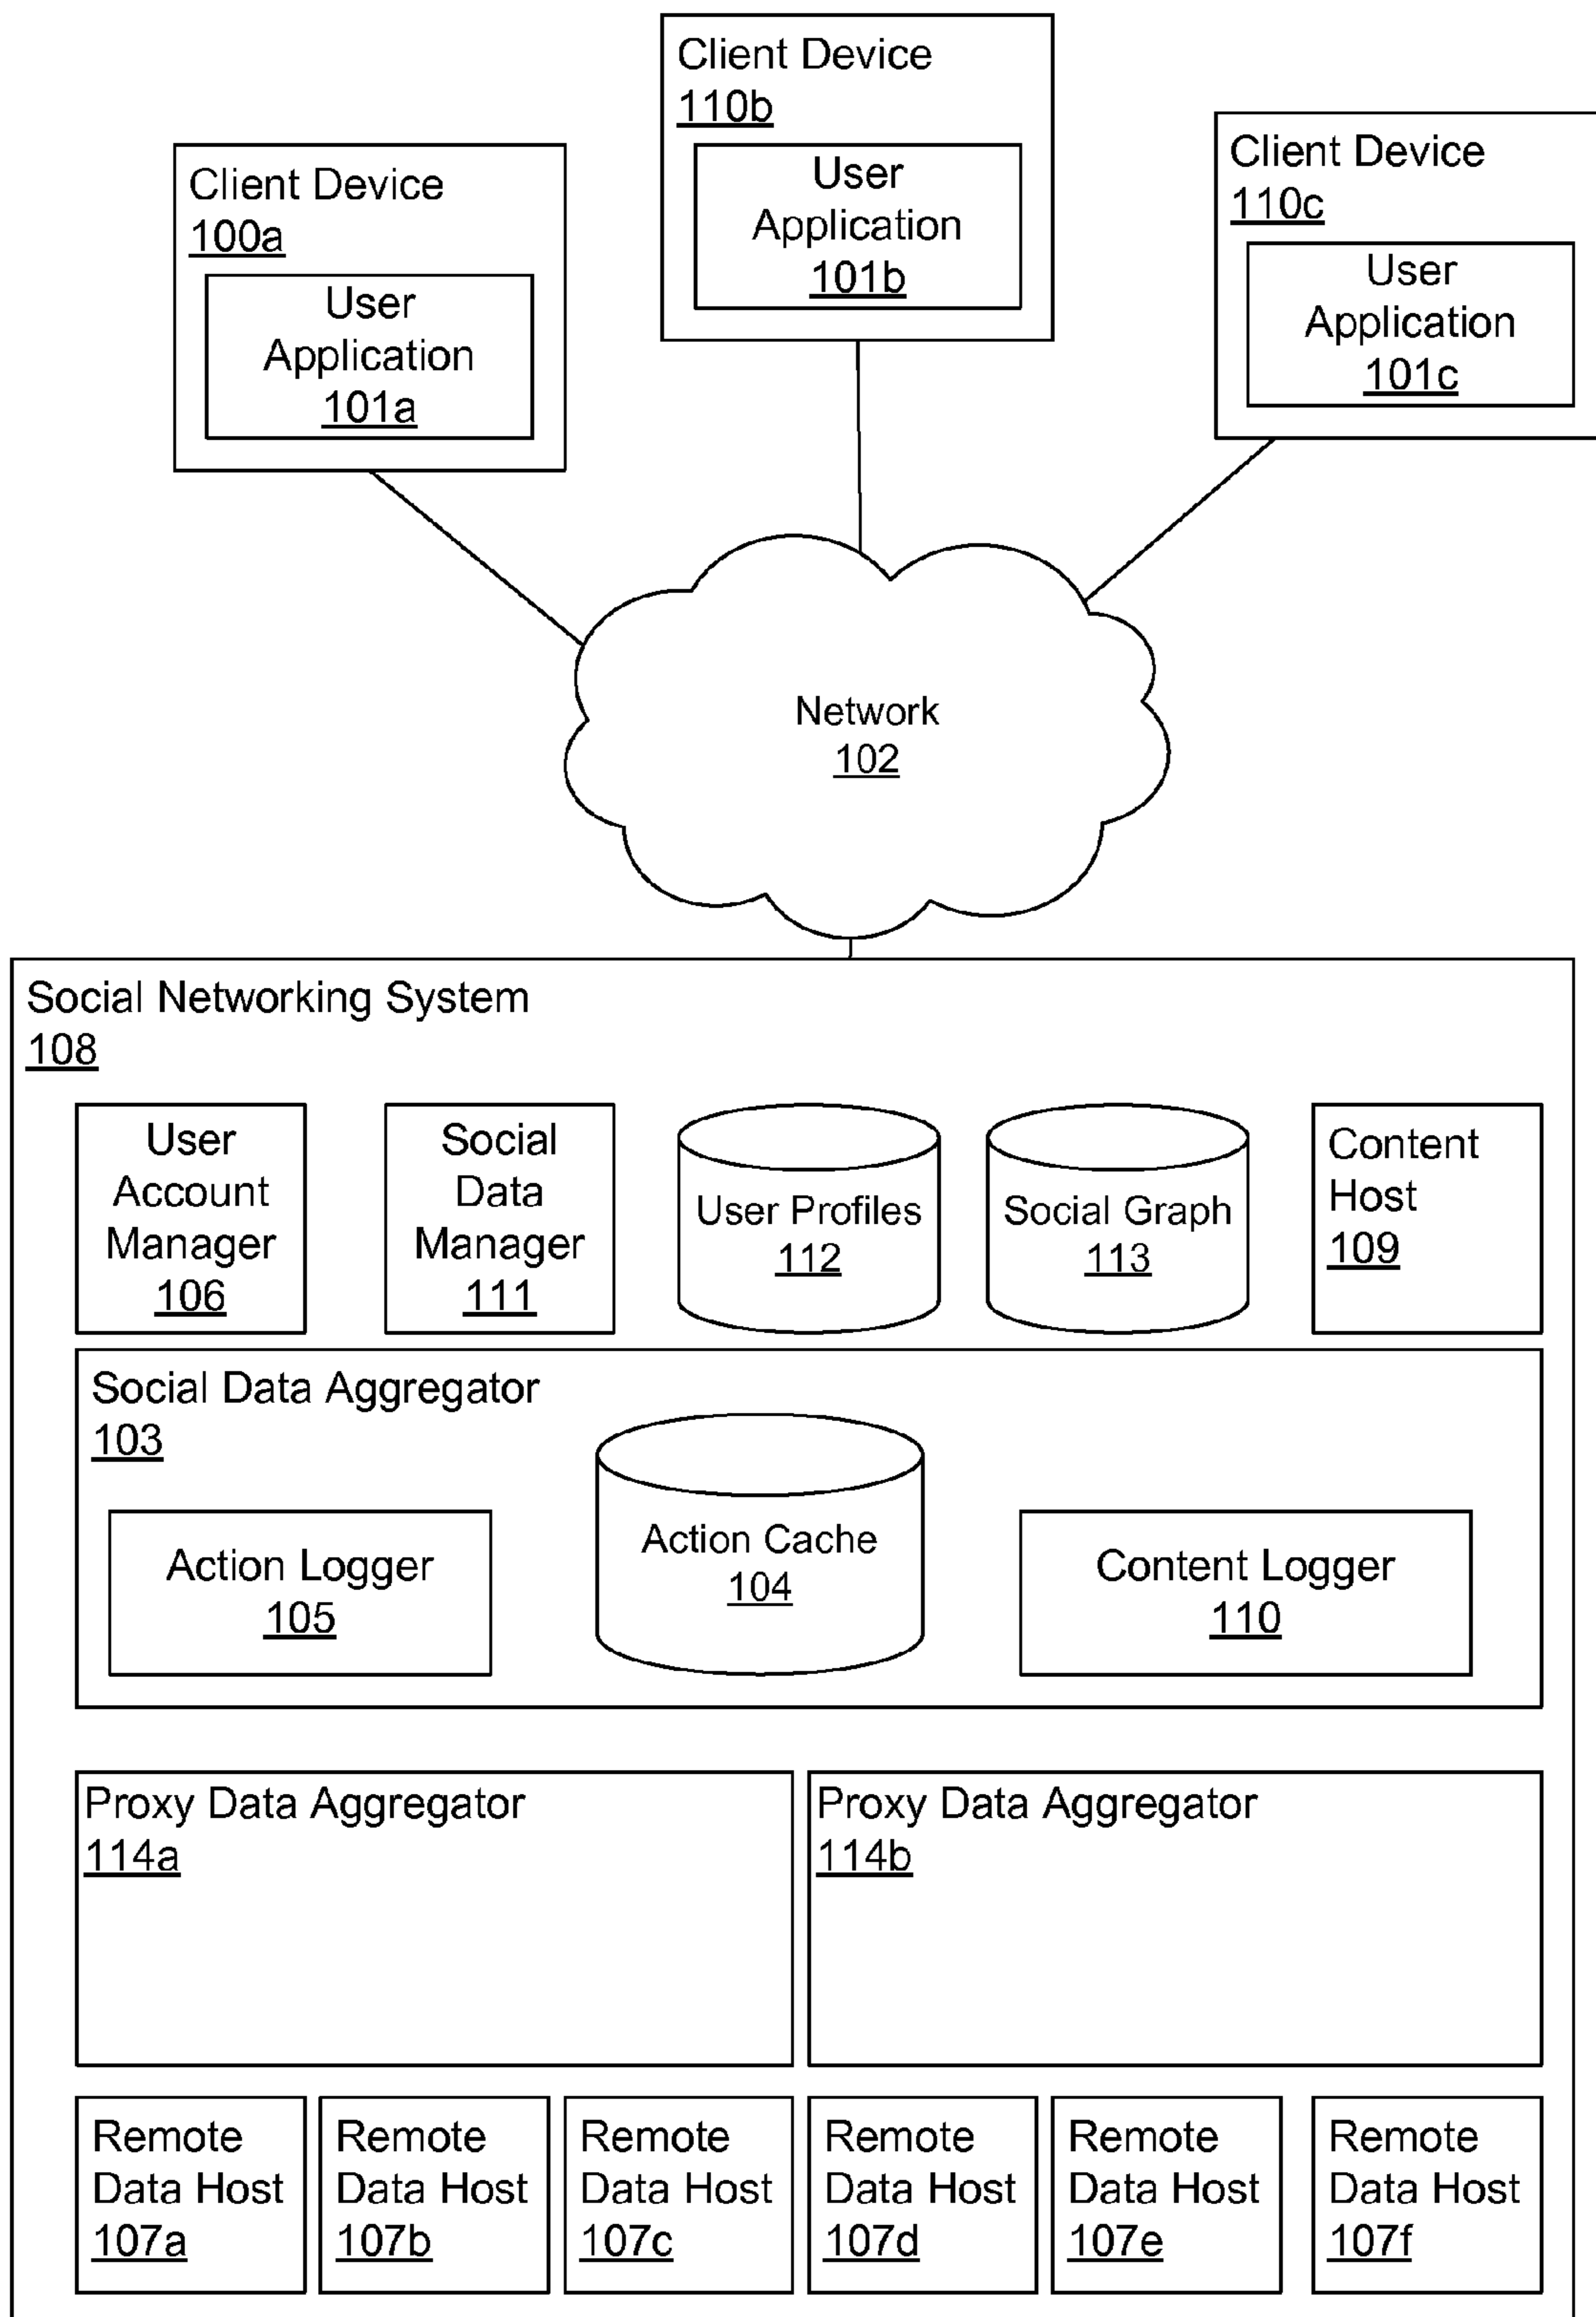 Client Device
100a
User
Application
101a
Client Device
110b
User
Application
101b
Client Device
110c
User
Application
101c
Network
102
Social Networking System
108
User
Account
Manager
106
Social
Data
Manager
111
User Profiles
112
Social Graph
113
Content
Host
109
Social Data Aggregator
103
Action Logger
105
Action Cache
104
Content Logger
110
Proxy Data Aggregator
114a
Proxy Data Aggregator
114b
Remote
Data Host
107a
Remote
Data Host
107b
Remote
Data Host
107c
Remote
Data Host
107d
Remote
Data Host
107e
Remote
Data Host
107f